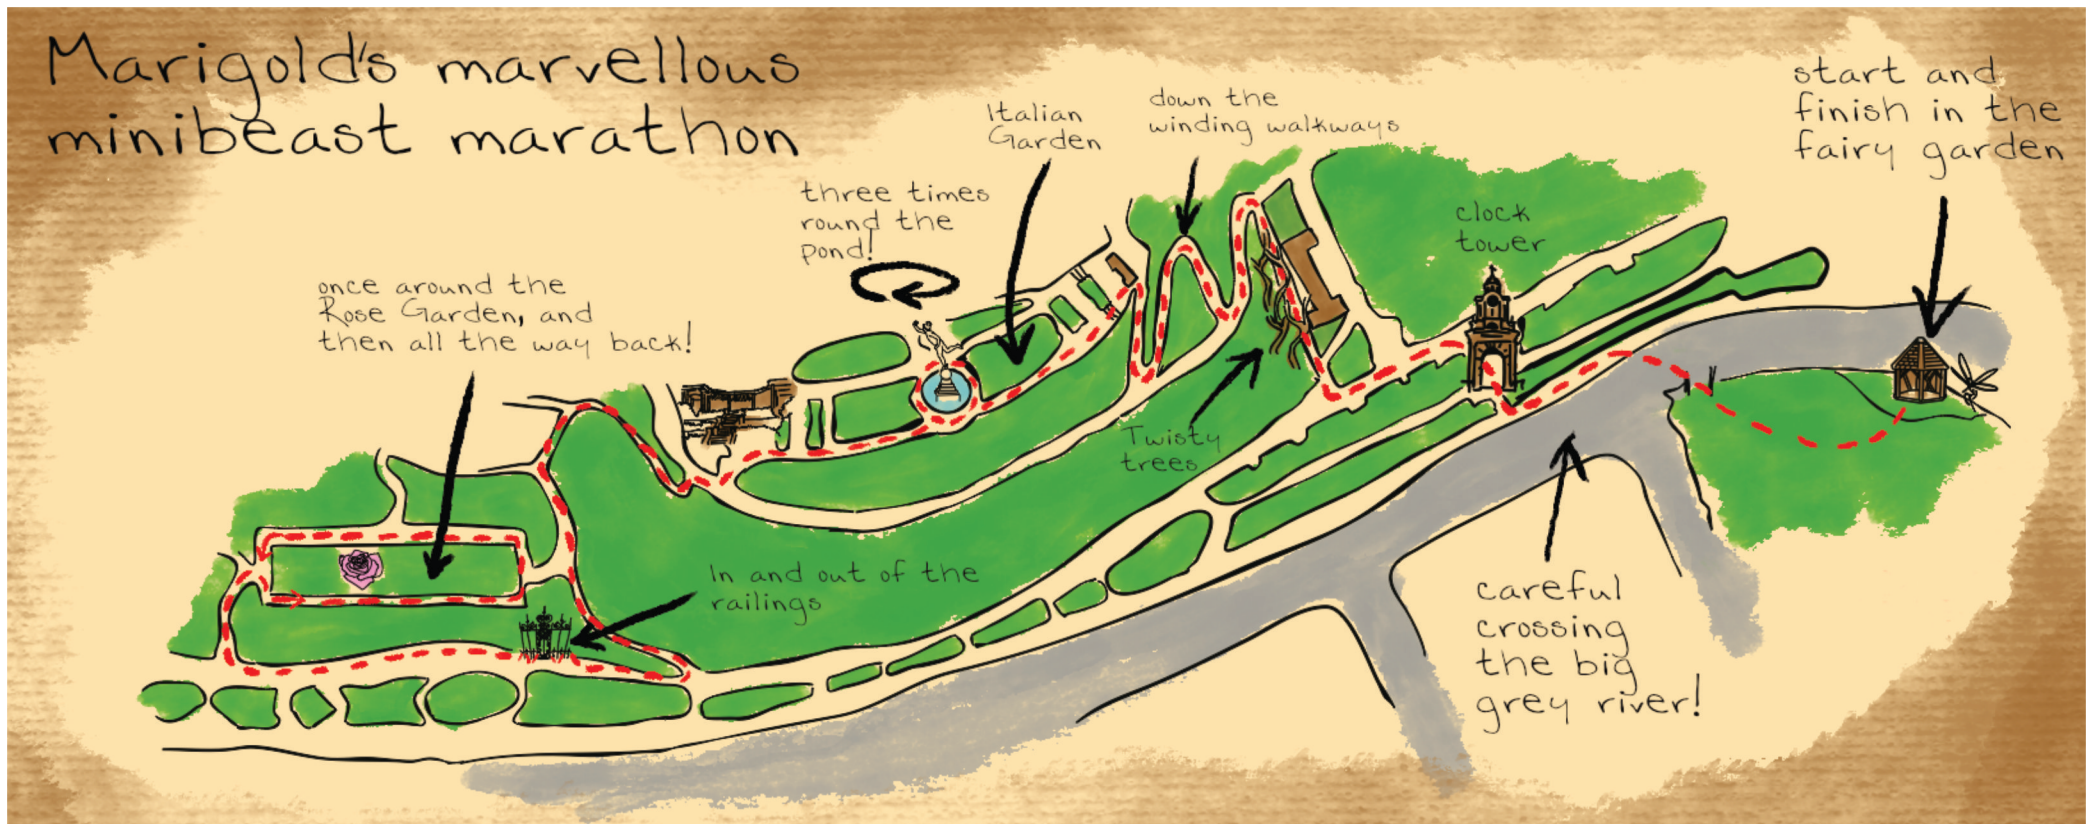 Marigold's marvellous
minibeast marathon
once around the
Rose Garden, and
then all the way back!
three times
round the
pond!
Italian
Garden
down the
winding walkways
clock
tower
start and
finish in the
fairy garden
Twisty
trees
In and out of the
railings
careful
crossing
the big
grey river!